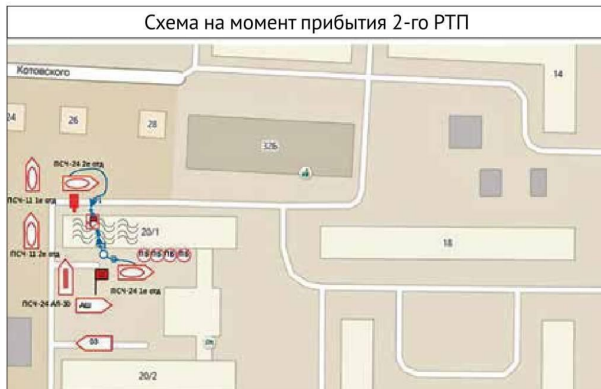 Схема на момент прибытия 2-го РТП
Котовского
14
24
26
28
32Б
ПСЧ-24 2е отд
ПСЧ-11 1е отд
20/1
18
ПСЧ-11 2е отд
ПСЧ-24 1е отд
ПСЧ-24 АЛ-30
АШ
03
20/2